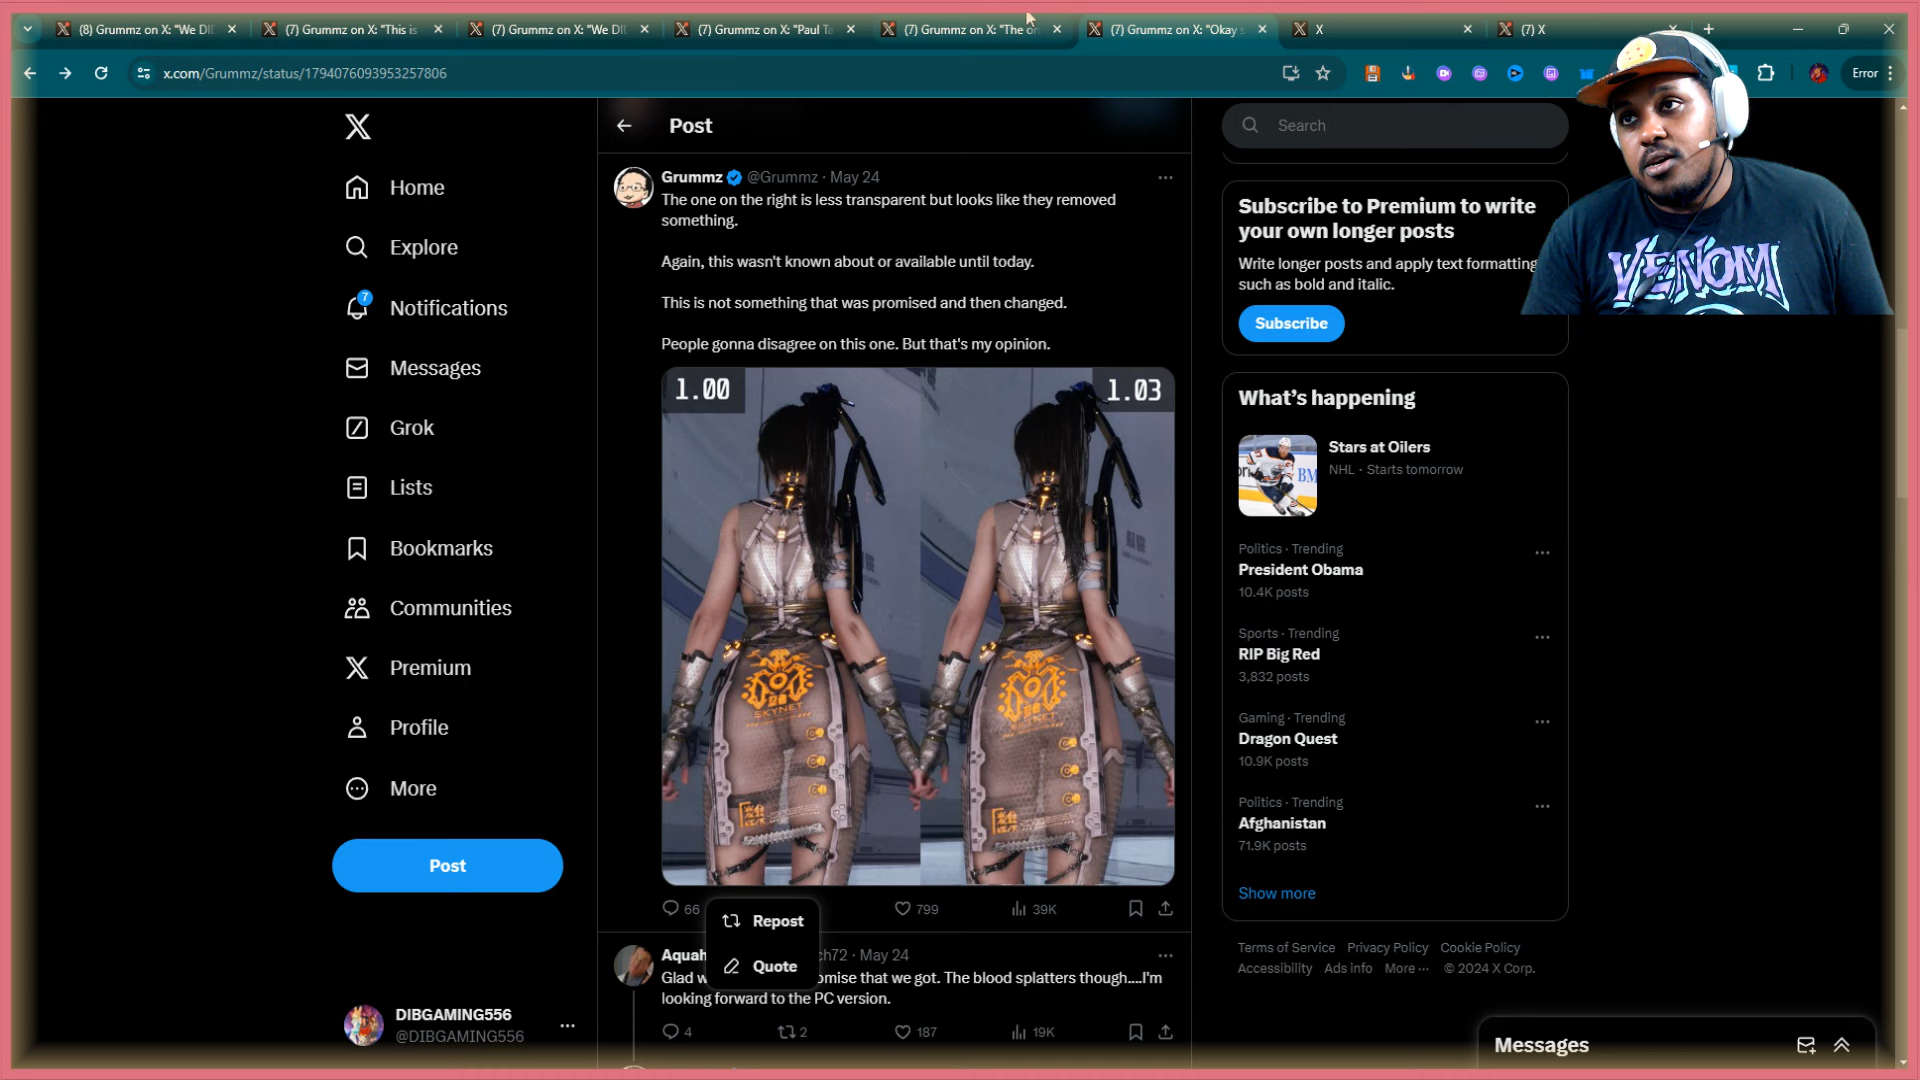 (8) Grummz on X: "We DI
(7) Grummz on X: "This is
(7) Grummz on X: "We DI
(7) Grummz on X: "Paul Ta
(7) Grummz on X: "The o
(7) Grummz on X: "Okay
X
(7) X
x.com/Grummz/status/1794076093953257806
Error
Post
Search
Home
Explore
7
Notifications
Messages
Grok
Lists
Bookmarks
Communities
Premium
Profile
More
Post
DIBGAMING556
@DIBGAMING556
Grummz @Grummz · May 24
The one on the right is less transparent but looks like they removed
something.
Again, this wasn't known about or available until today.
This is not something that was promised and then changed.
People gonna disagree on this one. But that's my opinion.
1.00
1.03
SKYNET
SKYNET
66
799
39K
Repost
Quote
Aquah
ch72 · May 24
Glad w
omise that we got. The blood splatters though....I'm
looking forward to the PC version.
4
2
187
19K
Subscribe to Premium to write
your own longer posts
Write longer posts and apply text formatting
such as bold and italic.
Subscribe
VENOM
What's happening
Stars at Oilers
NHL · Starts tomorrow
Politics · Trending
President Obama
10.4K posts
Sports · Trending
RIP Big Red
3,832 posts
Gaming · Trending
Dragon Quest
10.9K posts
Politics · Trending
Afghanistan
71.9K posts
Show more
Terms of Service Privacy Policy Cookie Policy
Accessibility Ads info More ··· © 2024 X Corp.
Messages